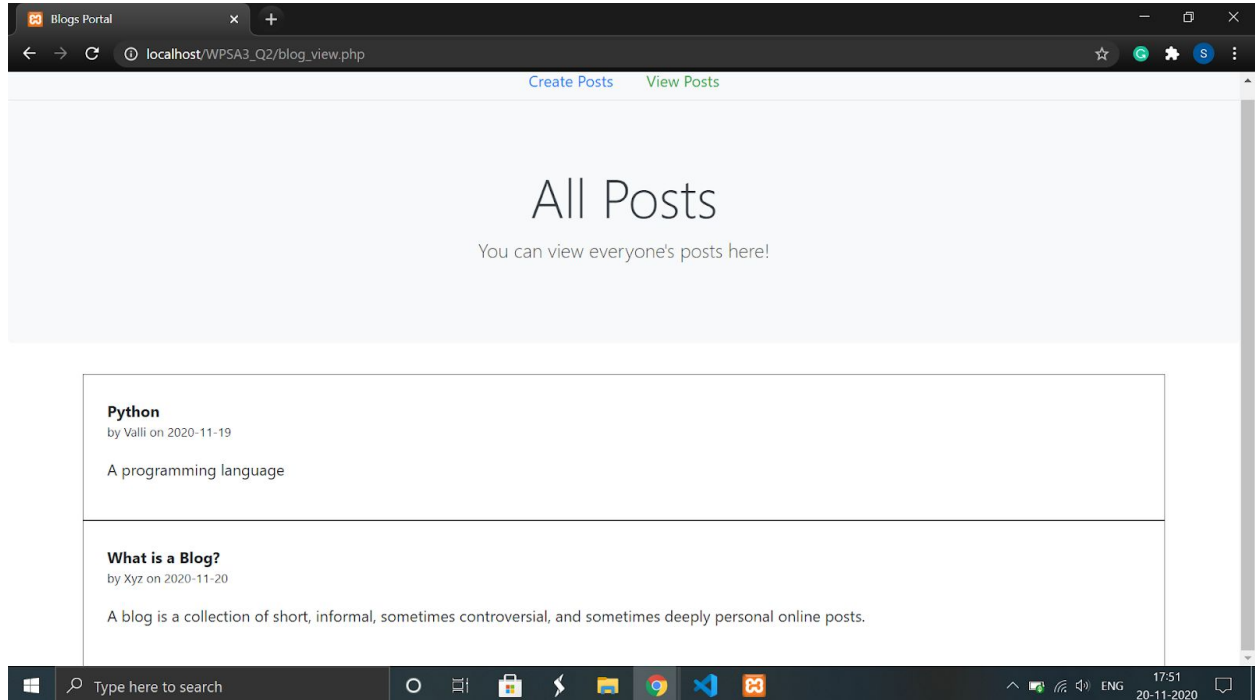 Blogs Portal
localhost/WPSA3_Q2/blog_view.php
S
Create Posts View Posts
All Posts
You can view everyone's posts here!
Python
by Valli on 2020-11-19
A programming language
What is a Blog?
by Xyz on 2020-11-20
A blog is a collection of short, informal, sometimes controversial, and sometimes deeply personal online posts.
Type here to search
ENG
17:51
20-11-2020